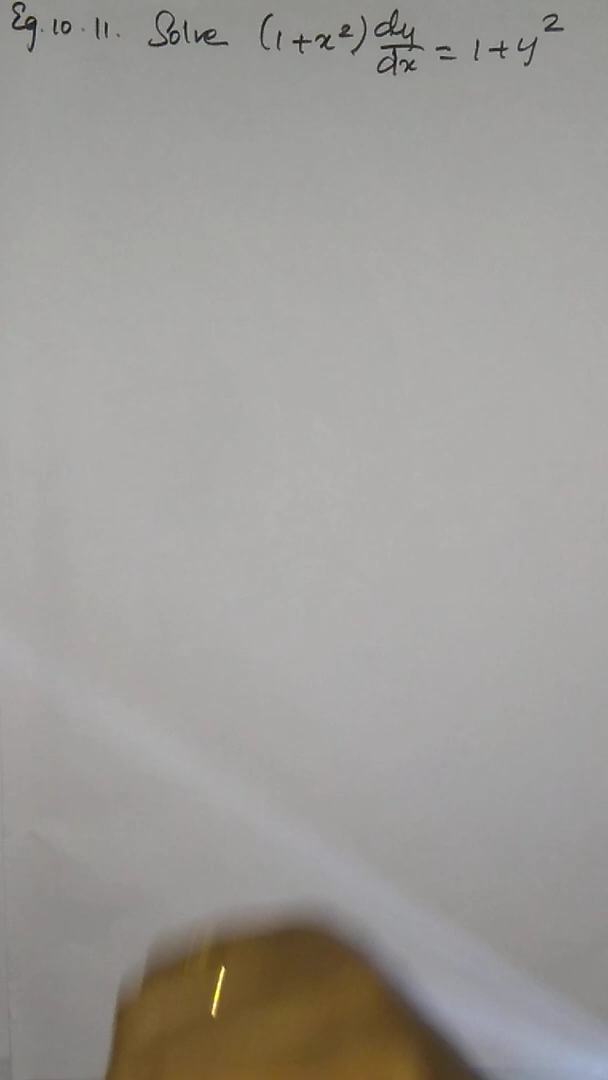 Eg. 10.11. Solve (1+x²) dy/dx = 1+y²